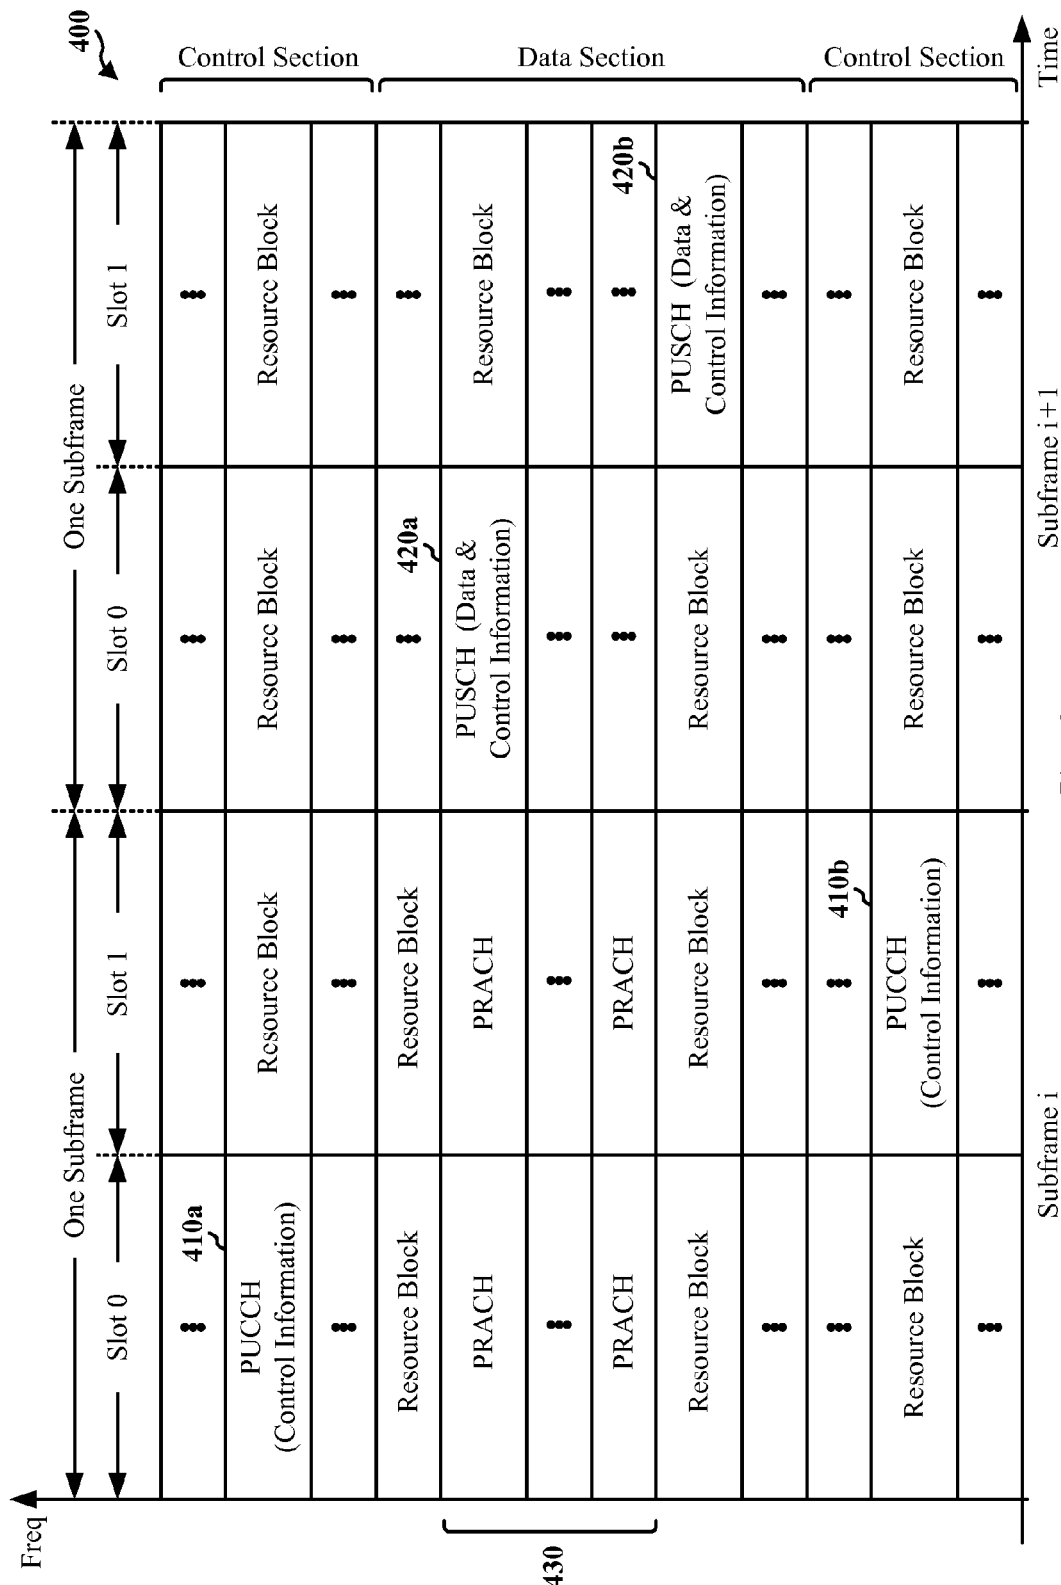 400
Freq
One Subframe
One Subframe
Slot 0
Slot 1
Slot 0
Slot 1
Control Section
410a
PUCCH
(Control Information)
Resource Block
Resource Block
Resource Block
Data Section
Resource Block
Resource Block
420a
430
PRACH
PRACH
PUSCH (Data &
Control Information)
Resource Block
PRACH
PRACH
420b
Resource Block
Resource Block
Resource Block
PUSCH (Data &
Control Information)
Control Section
410b
Resource Block
PUCCH
(Control Information)
Resource Block
Resource Block
Time
Subframe i
Subframe i+1